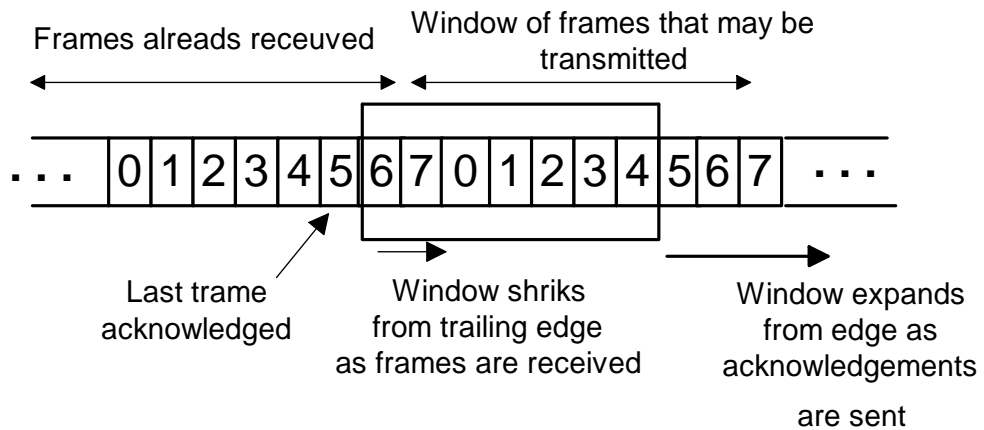 Frames alreads receuved
Window of frames that may be
transmitted
... 0 1 2 3 4 5 6 7 0 1 2 3 4 5 6 7 ...
Last trame
acknowledged
Window shriks
from trailing edge
as frames are received
Window expands
from edge as
acknowledgements
are sent